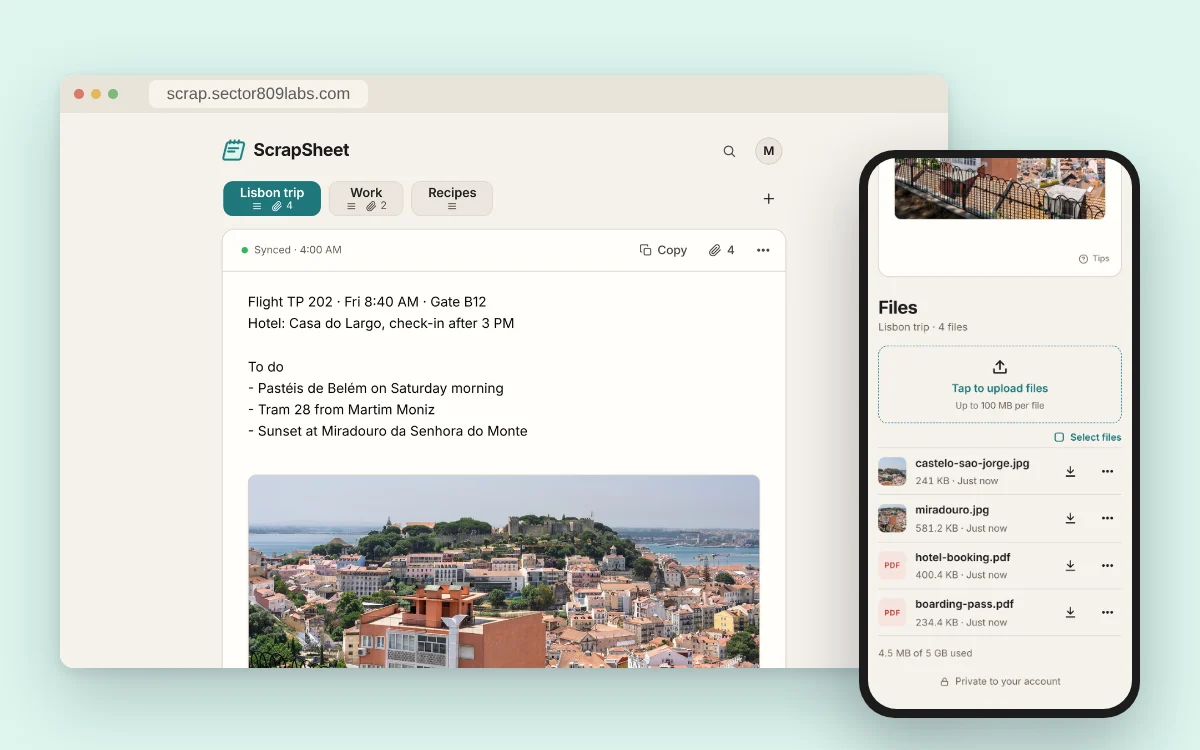 scrap.sector809labs.com
ScrapSheet
M
Lisbon trip
4
Work
2
Recipes
+
Synced · 4:00 AM
Copy
4
•••
Flight TP 202 · Fri 8:40 AM · Gate B12
Hotel: Casa do Largo, check-in after 3 PM
To do
- Pastéis de Belém on Saturday morning
- Tram 28 from Martim Moniz
- Sunset at Miradouro da Senhora do Monte
Tips
Files
Lisbon trip · 4 files
Tap to upload files
Up to 100 MB per file
Select files
castelo-sao-jorge.jpg
241 KB · Just now
miradouro.jpg
581.2 KB · Just now
PDF
hotel-booking.pdf
400.4 KB · Just now
PDF
boarding-pass.pdf
234.4 KB · Just now
4.5 MB of 5 GB used
Private to your account